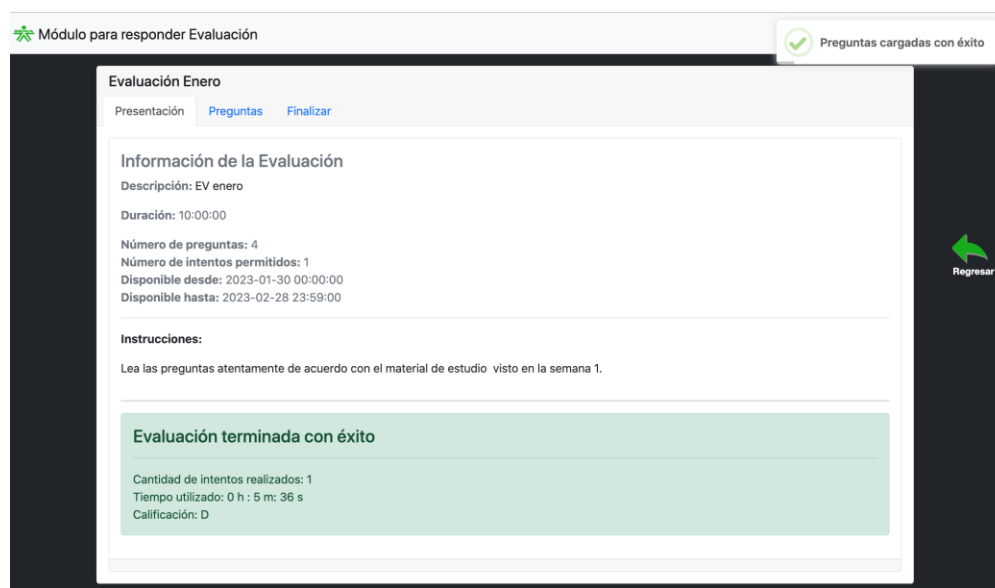 Módulo para responder Evaluación
Preguntas cargadas con éxito
Evaluación Enero
Presentación Preguntas Finalizar
Información de la Evaluación
Descripción: EV enero
Duración: 10:00:00
Número de preguntas: 4
Número de intentos permitidos: 1
Disponible desde: 2023-01-30 00:00:00
Disponible hasta: 2023-02-28 23:59:00
Regresar
Instrucciones:
Lea las preguntas atentamente de acuerdo con el material de estudio visto en la semana 1.
Evaluación terminada con éxito
Cantidad de intentos realizados: 1
Tiempo utilizado: 0 h : 5 m: 36 s
Calificación: D